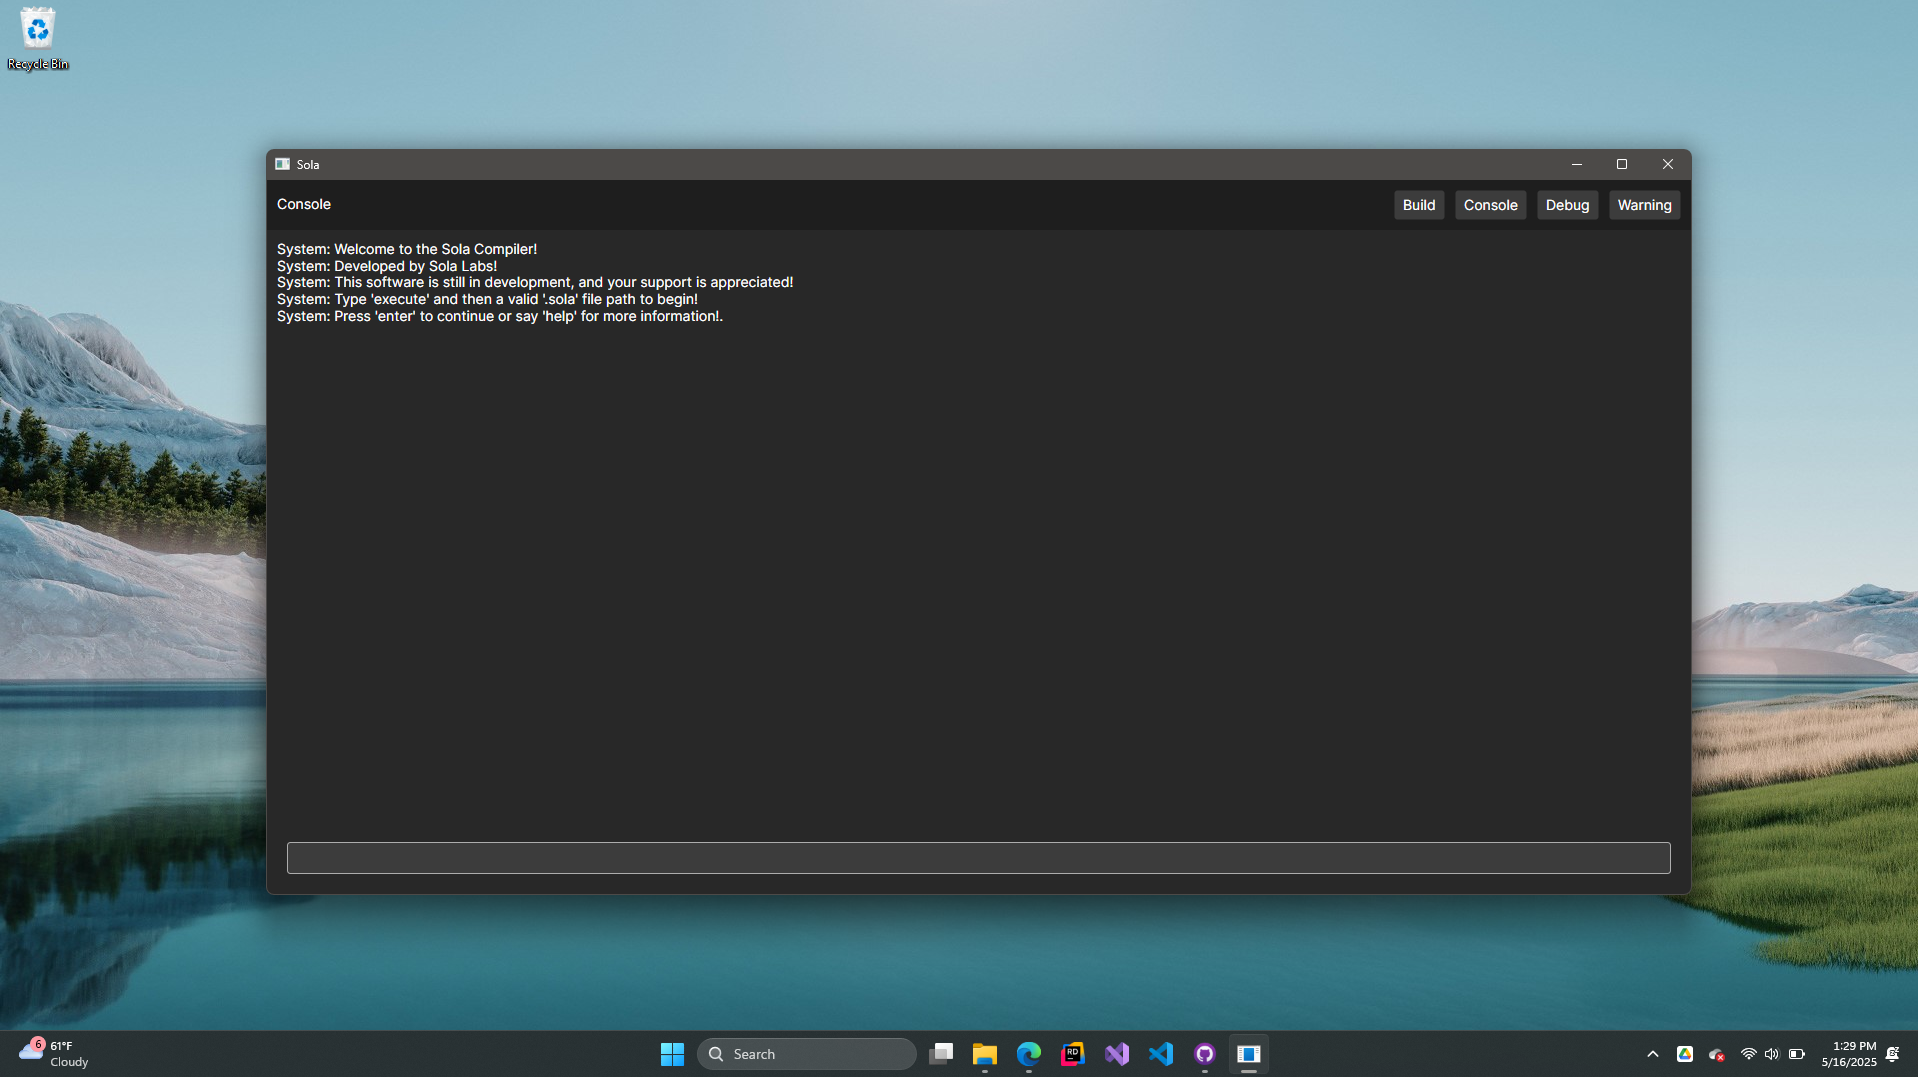 Recycle Bin
Sola
Console
Build
Console
Debug
Warning
System: Welcome to the Sola Compiler!
System: Developed by Sola Labs!
System: This software is still in development, and your support is appreciated!
System: Type 'execute' and then a valid '.sola' file path to begin!
System: Press 'enter' to continue or say 'help' for more information!.
6
61°F
Cloudy
Search
RD
1:29 PM
5/16/2025